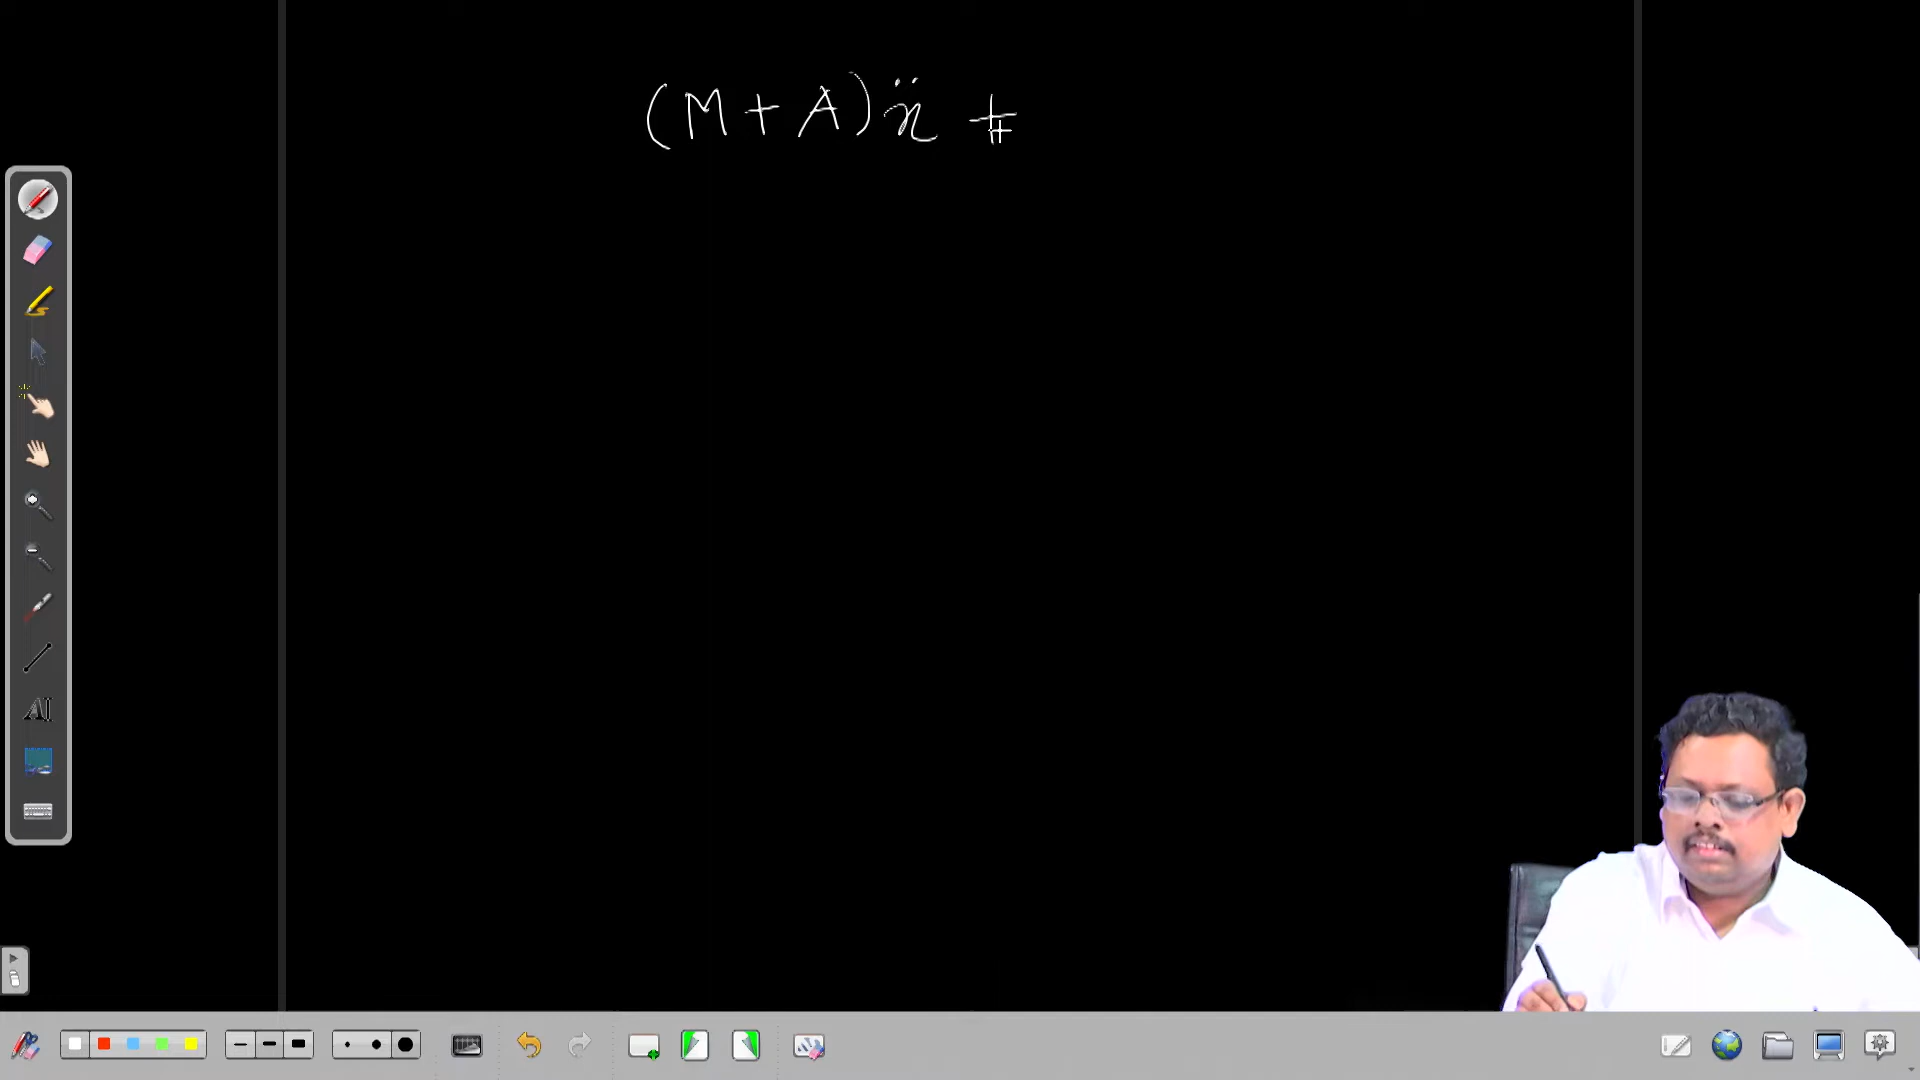 (M + A) ẍ +